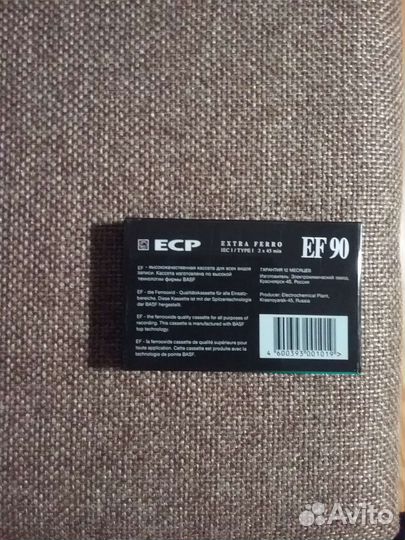 ECP
EXTRA FERRO
IEC I / TYPE I 2 x 45 min
EF 90
EF - высококачественная кассета для всех видов
записи. Кассета изготовлена по высокой
технологии фирмы BASF
EF - die Ferrooxid - Qualitätskassette für alle Einsatz-
bereiche. Diese Kassette ist mit der Spitzentechnologie
der BASF hergestellt.
EF - the ferrooxide quality cassette for all purposes of
recording. This cassette is manufactured with BASF
top technology.
EF - la ferrooxide cassette de qualité supérieure pour
toute application. Cette cassette est produite avec la
technologie de pointe BASF.
ГАРАНТИЯ 12 МЕСЯЦЕВ
Изготовитель: Электрохимический завод,
Красноярск-45, Россия
Producer: Electrochemical Plant,
Krasnoyarsk-45, Russia
4 600393 001019 >
Avito